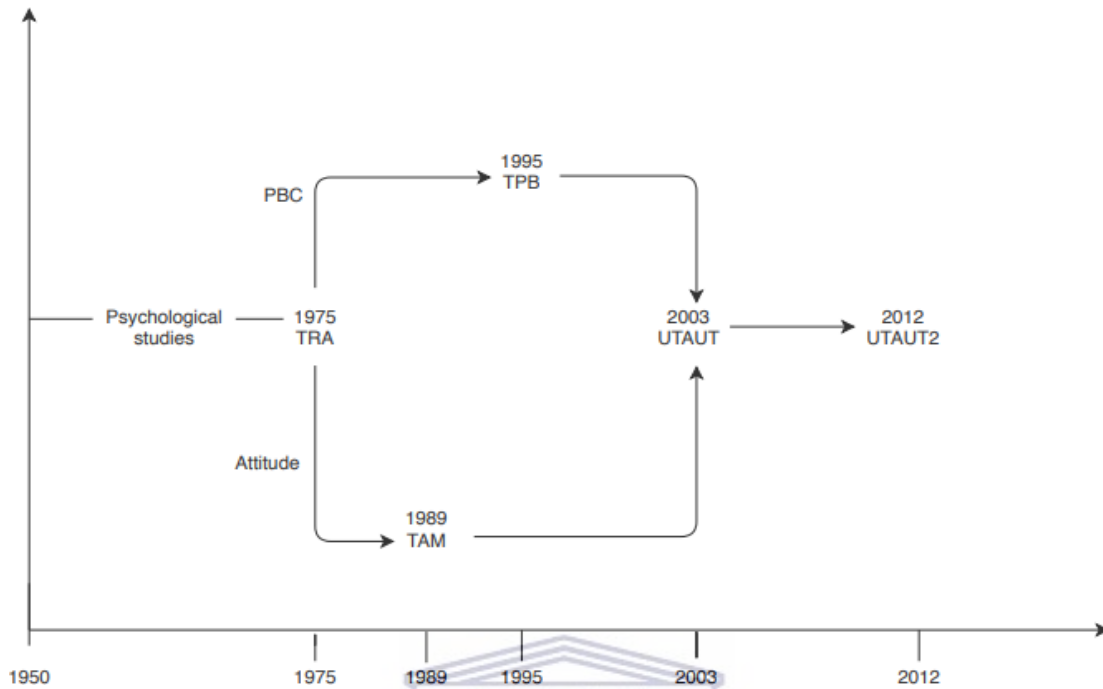 1995
TPB
PBC
Psychological
studies
1975
TRA
2003
UTAUT
2012
UTAUT2
Attitude
1989
TAM
1950
1975
1989
1995
2003
2012